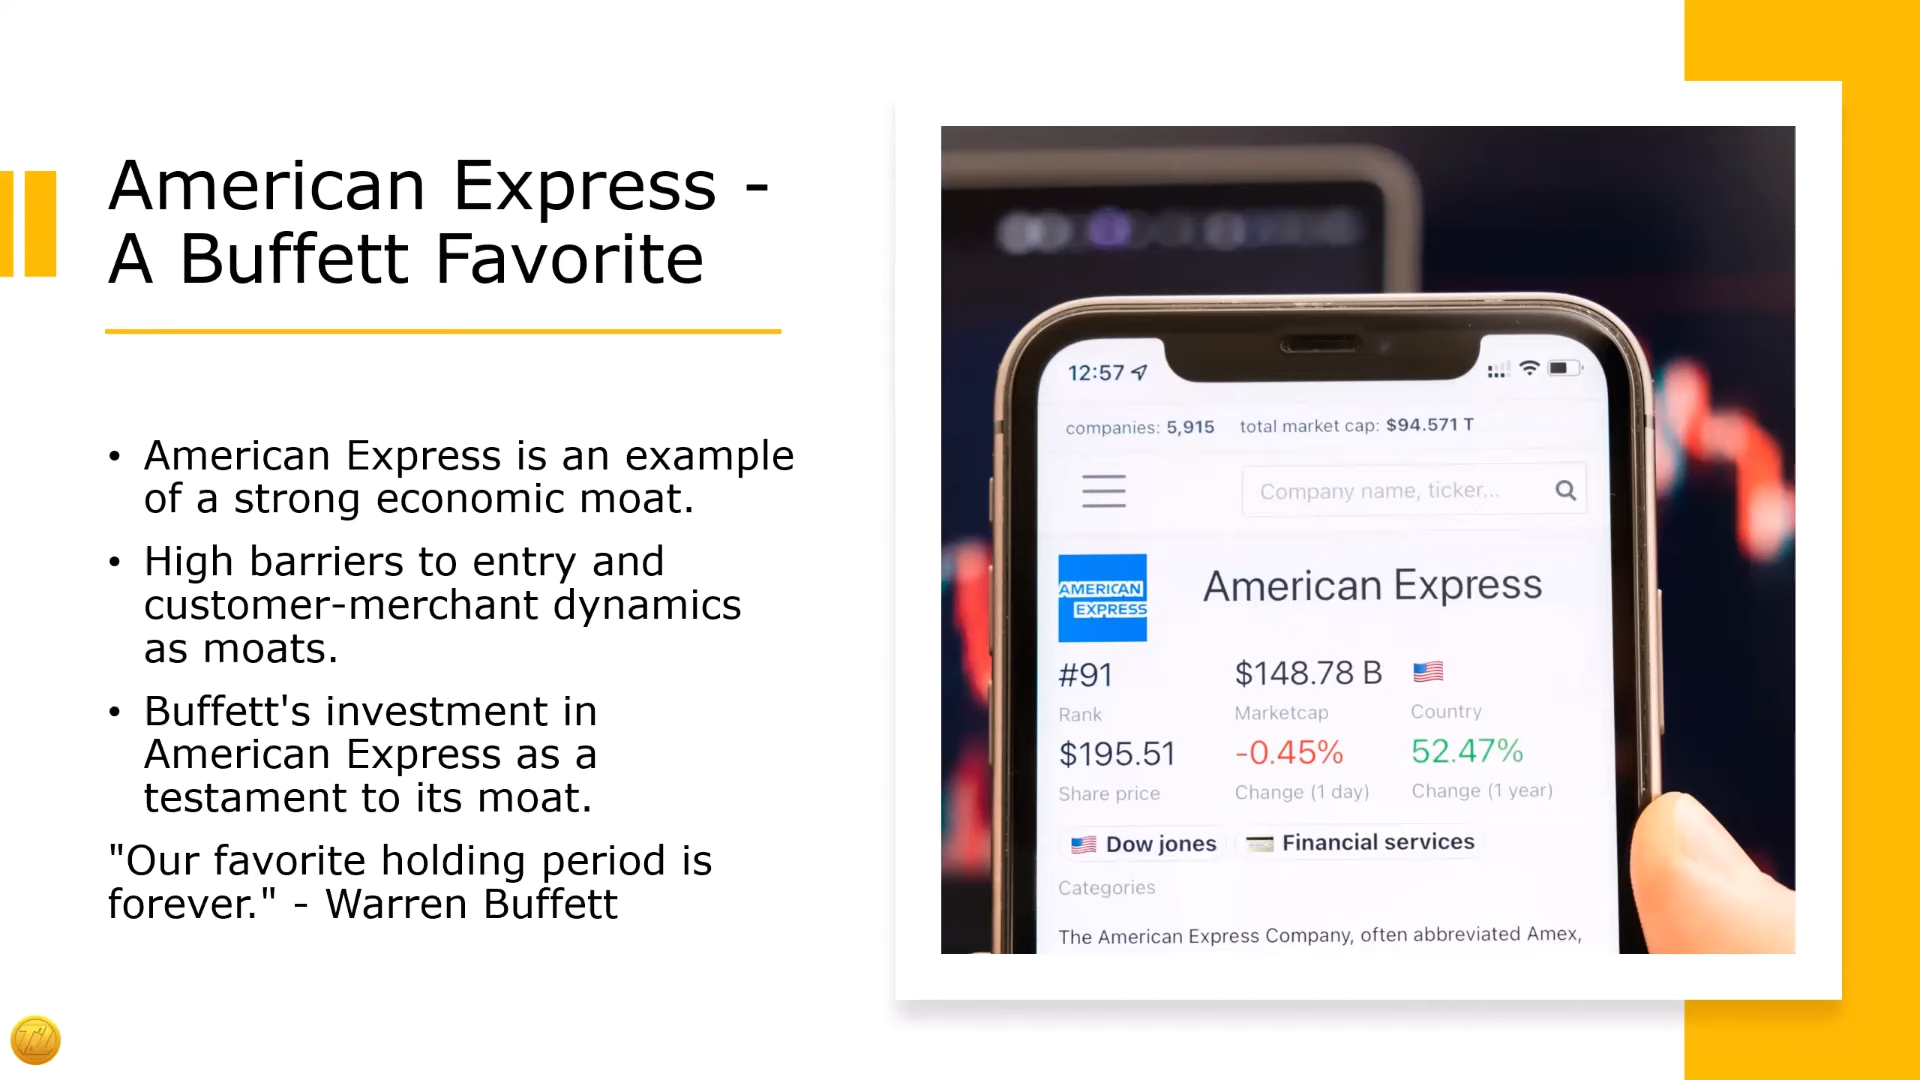 American Express -
A Buffett Favorite
• American Express is an example
of a strong economic moat.
• High barriers to entry and
customer-merchant dynamics
as moats.
• Buffett's investment in
American Express as a
testament to its moat.
"Our favorite holding period is
forever." - Warren Buffett
12:57
companies: 5,915 total market cap: $94.571 T
Company name, ticker...
AMERICAN
EXPRESS
American Express
#91 $148.78 B
Rank Marketcap Country
$195.51 -0.45% 52.47%
Share price Change (1 day) Change (1 year)
Dow jones Financial services
Categories
The American Express Company, often abbreviated Amex,